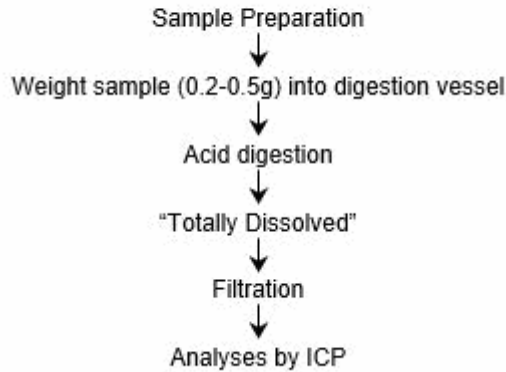 Sample Preparation
Weight sample (0.2-0.5g) into digestion vessel
Acid digestion
“Totally Dissolved”
Filtration
Analyses by ICP